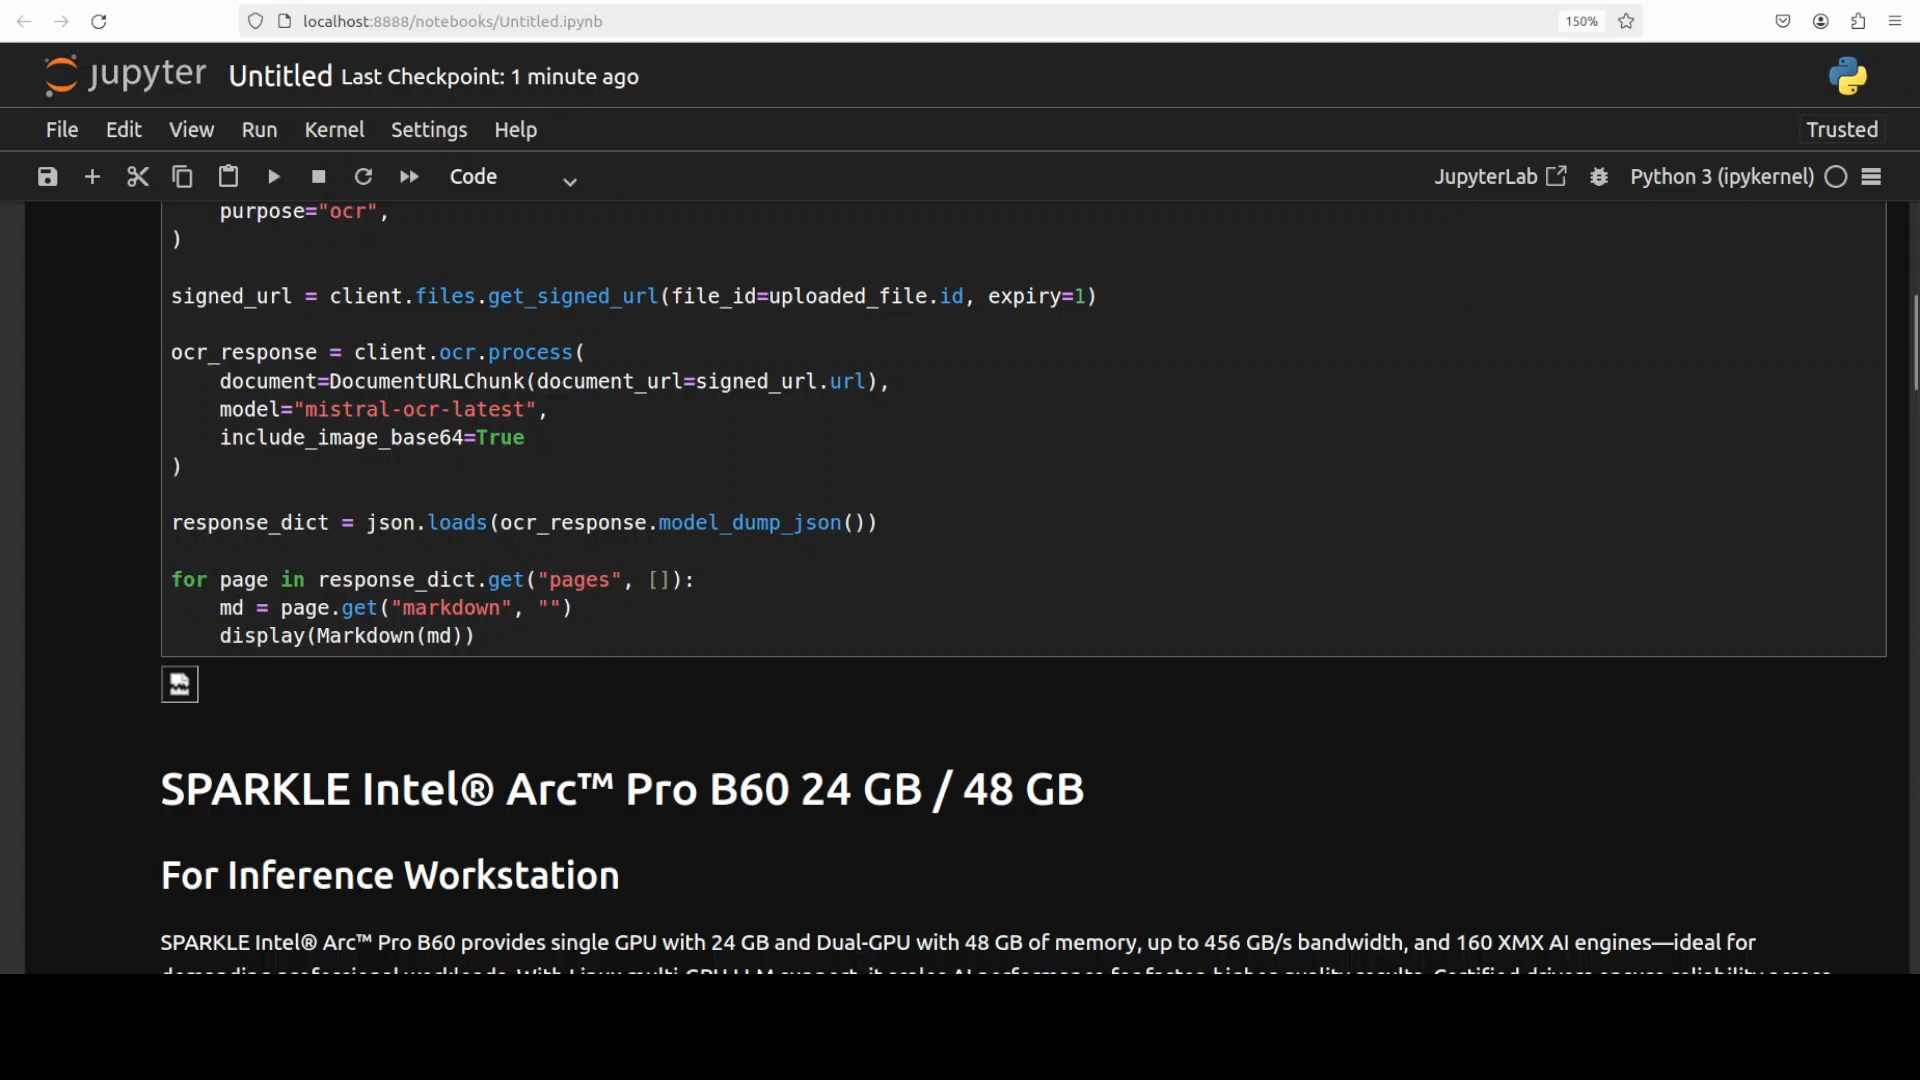 localhost:8888/notebooks/Untitled.ipynb
150%
jupyter Untitled Last Checkpoint: 1 minute ago
File Edit View Run Kernel Settings Help
Trusted
Code
JupyterLab
Python 3 (ipykernel)
purpose="ocr",
)
signed_url = client.files.get_signed_url(file_id=uploaded_file.id, expiry=1)
ocr_response = client.ocr.process(
document=DocumentURLChunk(document_url=signed_url.url),
model="mistral-ocr-latest",
include_image_base64=True
)
response_dict = json.loads(ocr_response.model_dump_json())
for page in response_dict.get("pages", []):
md = page.get("markdown", "")
display(Markdown(md))
SPARKLE Intel® Arc™ Pro B60 24 GB / 48 GB
For Inference Workstation
SPARKLE Intel® Arc™ Pro B60 provides single GPU with 24 GB and Dual-GPU with 48 GB of memory, up to 456 GB/s bandwidth, and 160 XMX AI engines—ideal for